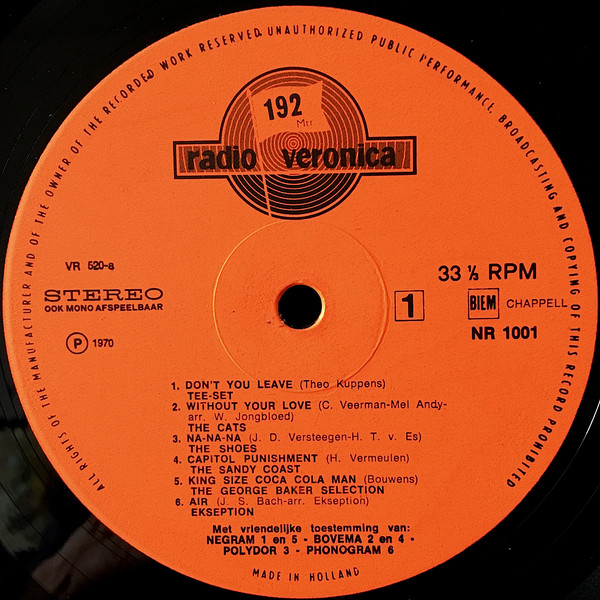 ALL RIGHTS OF THE MANUFACTURER AND OF THE OWNER OF THE RECORDED WORK RESERVED. UNAUTHORIZED PUBLIC PERFORMANCE, BROADCASTING AND COPYING OF THIS RECORD PROHIBITED
192
Mtr
radio veronica
VR 520-a
STEREO
OOK MONO AFSPEELBAAR
P 1970
33 ⅓ RPM
1
BIEM CHAPPELL
NR 1001
1. DON'T YOU LEAVE (Theo Kuppens)
TEE-SET
2. WITHOUT YOUR LOVE (C. Veerman-Mel Andy-
arr. W. Jongbloed)
THE CATS
3. NA-NA-NA (J. D. Versteegen-H. T. v. Es)
THE SHOES
4. CAPITOL PUNISHMENT (H. Vermeulen)
THE SANDY COAST
5. KING SIZE COCA COLA MAN (Bouwens)
THE GEORGE BAKER SELECTION
6. AIR (J. S. Bach-arr. Ekseption)
EKSEPTION
Met vriendelijke toestemming van:
NEGRAM 1 en 5 - BOVEMA 2 en 4 -
POLYDOR 3 - PHONOGRAM 6
MADE IN HOLLAND